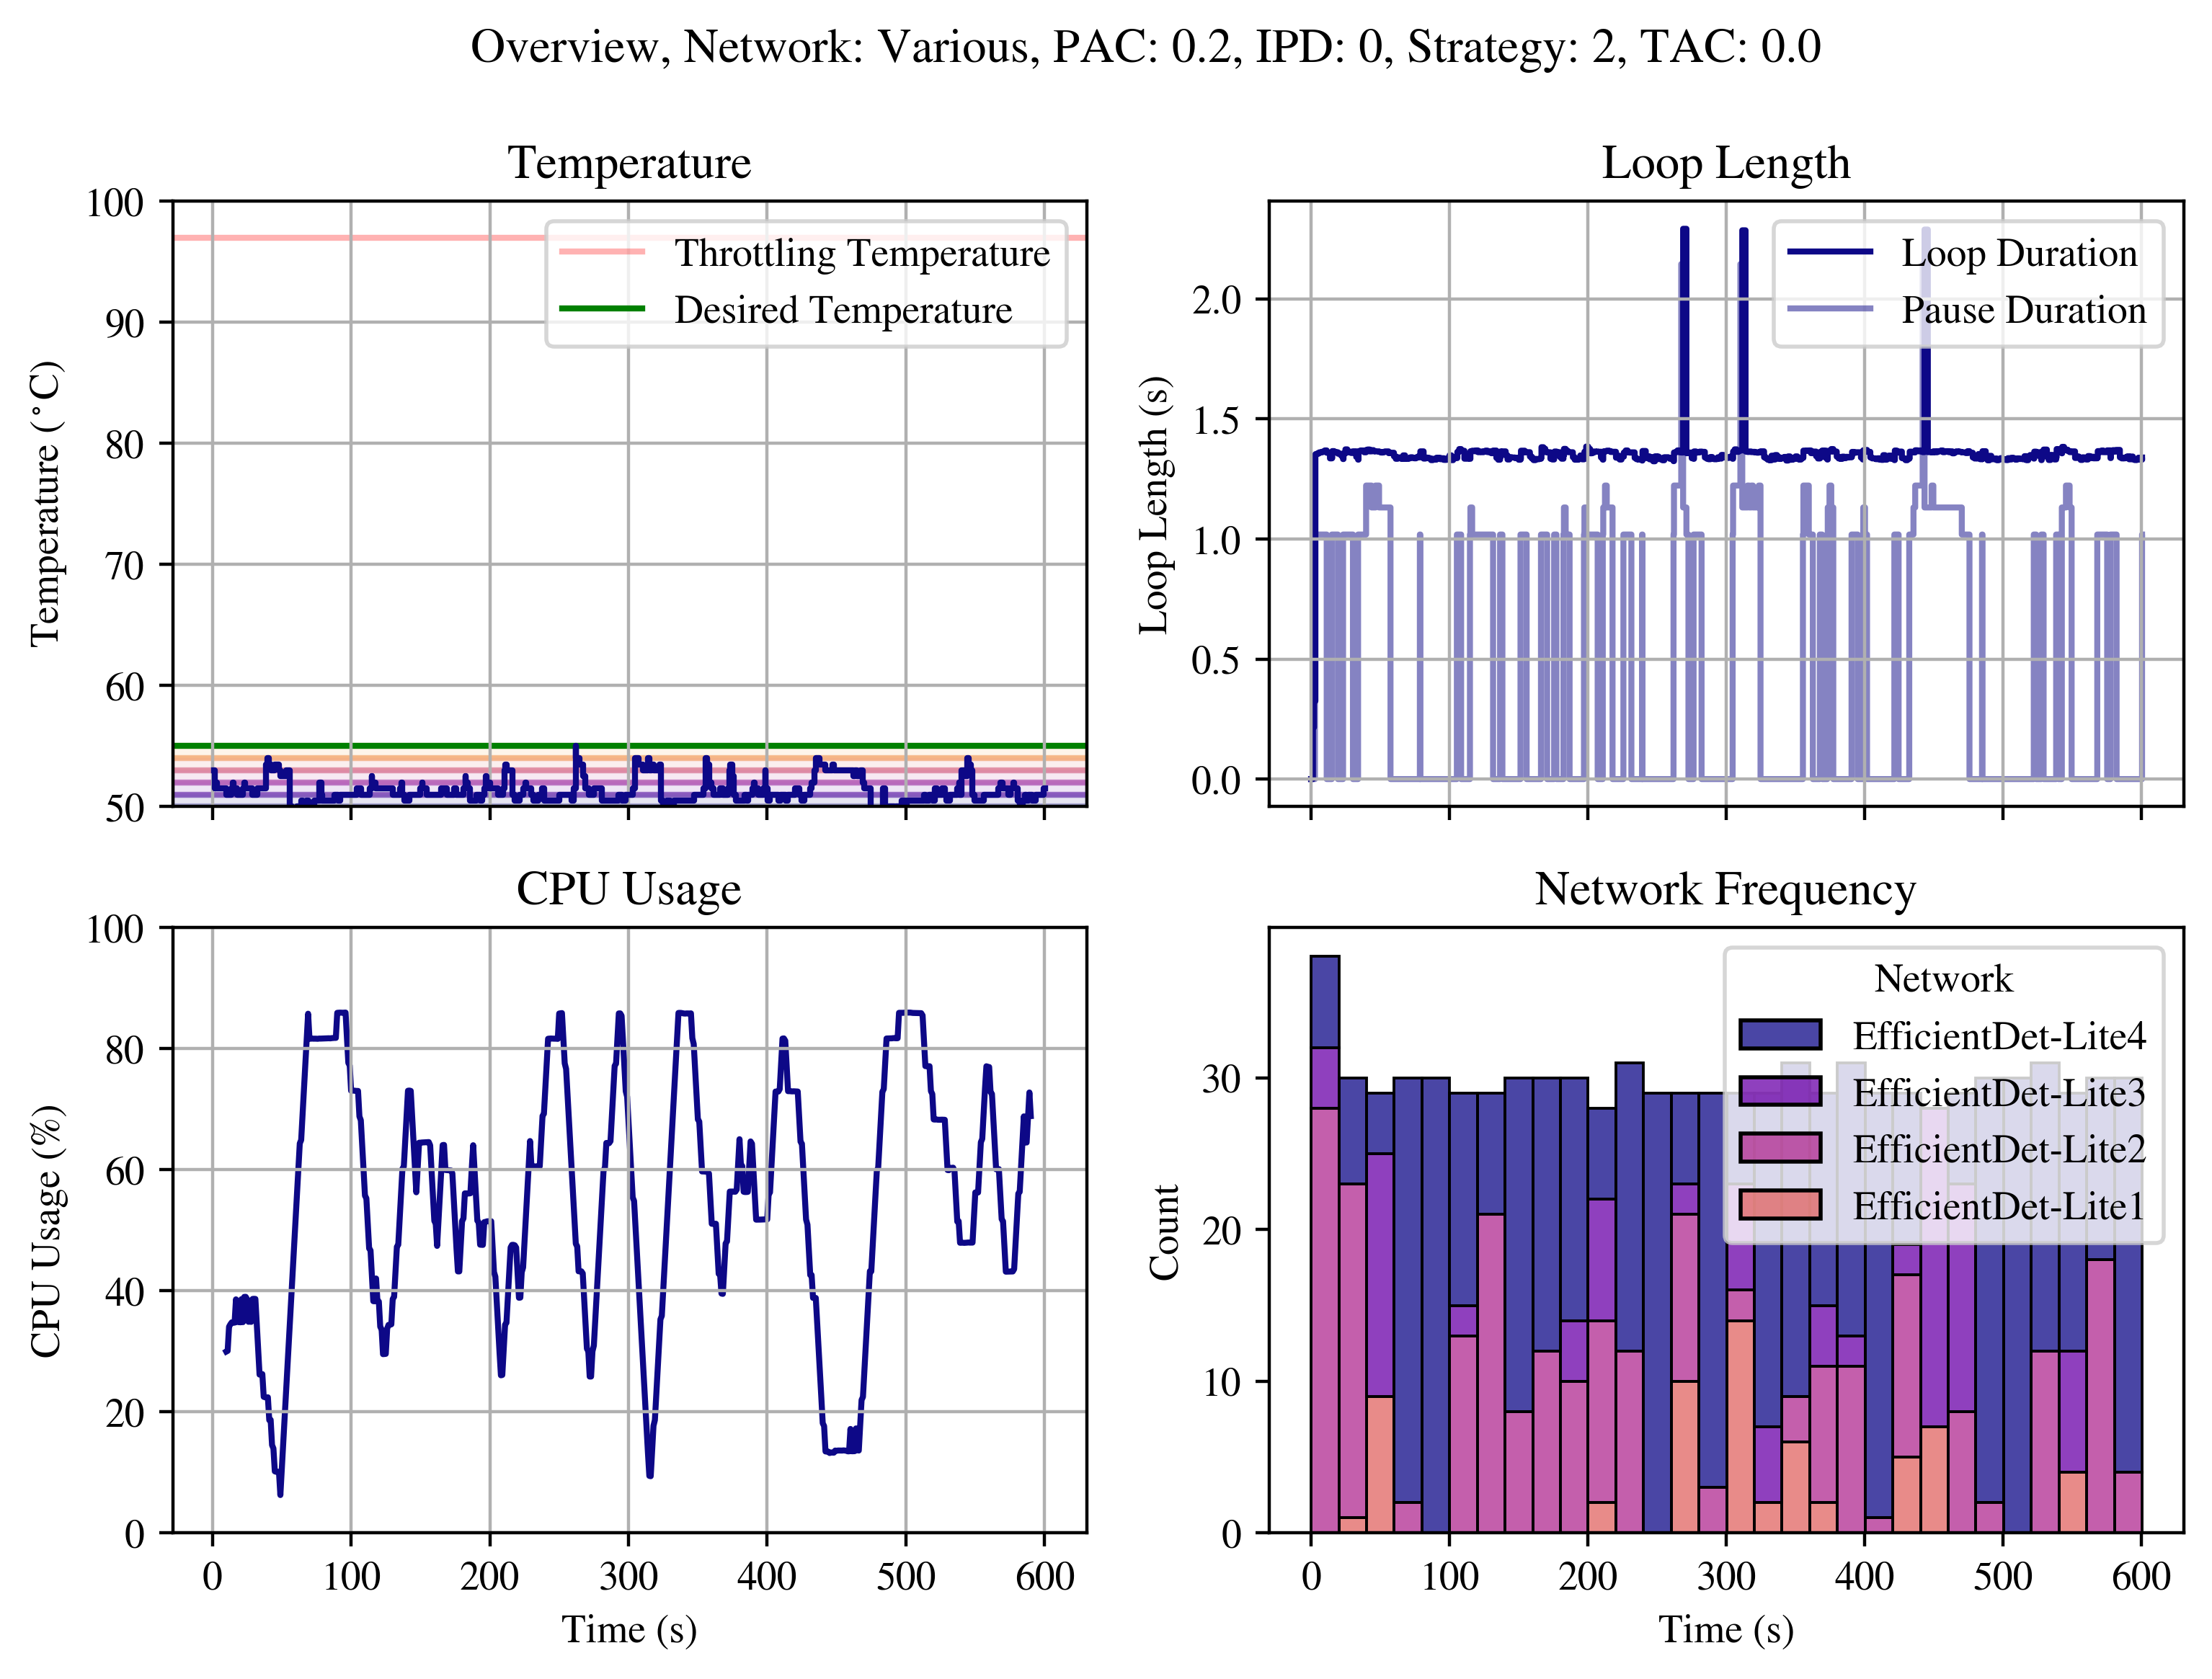 Overview, Network: Various, PAC: 0.2, IPD: 0, Strategy: 2, TAC: 0.0
Temperature
100
90
80
70
60
50
Temperature (°C)
Throttling Temperature
Desired Temperature
Loop Length
2.0
1.5
1.0
0.5
0.0
Loop Length (s)
Loop Duration
Pause Duration
CPU Usage
100
80
60
40
20
0
CPU Usage (%)
0 100 200 300 400 500 600
Time (s)
Network Frequency
30
20
10
0
Count
Network
EfficientDet-Lite4
EfficientDet-Lite3
EfficientDet-Lite2
EfficientDet-Lite1
0 100 200 300 400 500 600
Time (s)